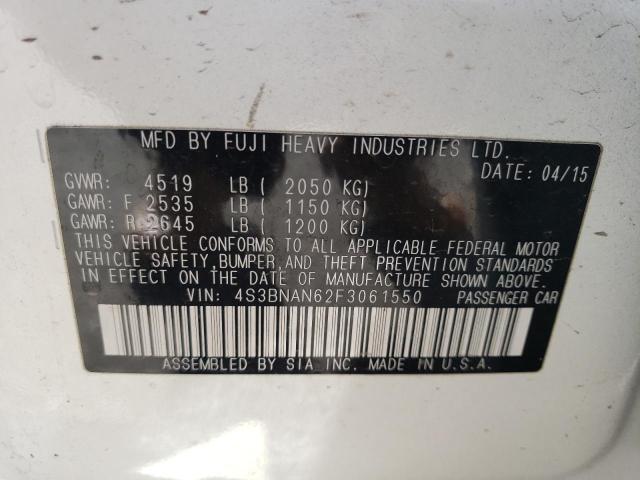 MFD BY FUJI HEAVY INDUSTRIES LTD.
DATE: 04/15
GVWR: 4519 LB ( 2050 KG)
GAWR: F 2535 LB ( 1150 KG)
GAWR: R 2645 LB ( 1200 KG)
THIS VEHICLE CONFORMS TO ALL APPLICABLE FEDERAL MOTOR
VEHICLE SAFETY, BUMPER, AND THEFT PREVENTION STANDARDS
IN EFFECT ON THE DATE OF MANUFACTURE SHOWN ABOVE.
VIN: 4S3BNAN62F3061550 PASSENGER CAR
ASSEMBLED BY SIA INC. MADE IN U.S.A.